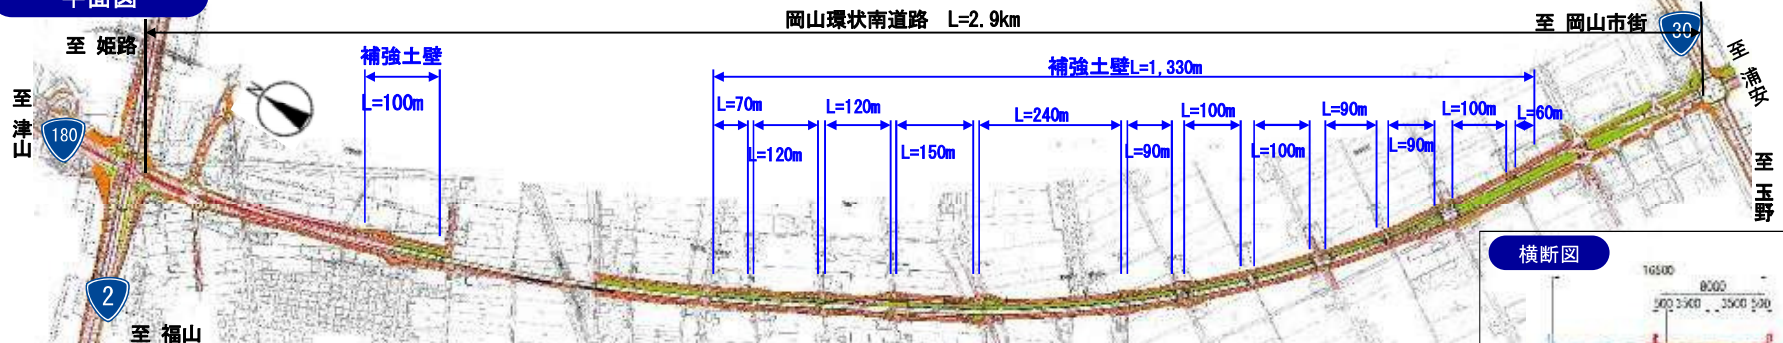 平面図
岡山環状南道路 L=2.9km
至 姫路
至 岡山市街
30
至 浦安
補強土壁
L=100m
補強土壁L=1,330m
L=70m
L=120m
L=120m
L=150m
L=240m
L=90m
L=100m
L=100m
L=90m
L=90m
L=100m
L=60m
至 津山
180
2
至 福山
至 玉野
横断図
16500
8000
500 3500
3500 500